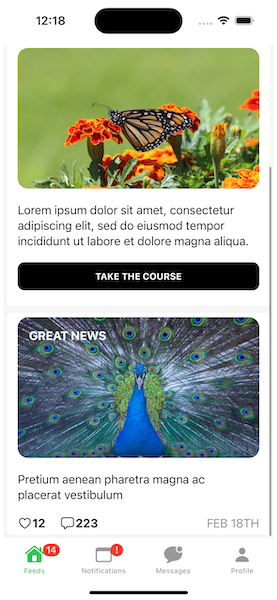 12:18
Lorem ipsum dolor sit amet, consectetur
adipiscing elit, sed do eiusmod tempor
incididunt ut labore et dolore magna aliqua.
TAKE THE COURSE
GREAT NEWS
Pretium aenean pharetra magna ac
placerat vestibulum
12 223 FEB 18TH
14 !
Feeds Notifications Messages Profile